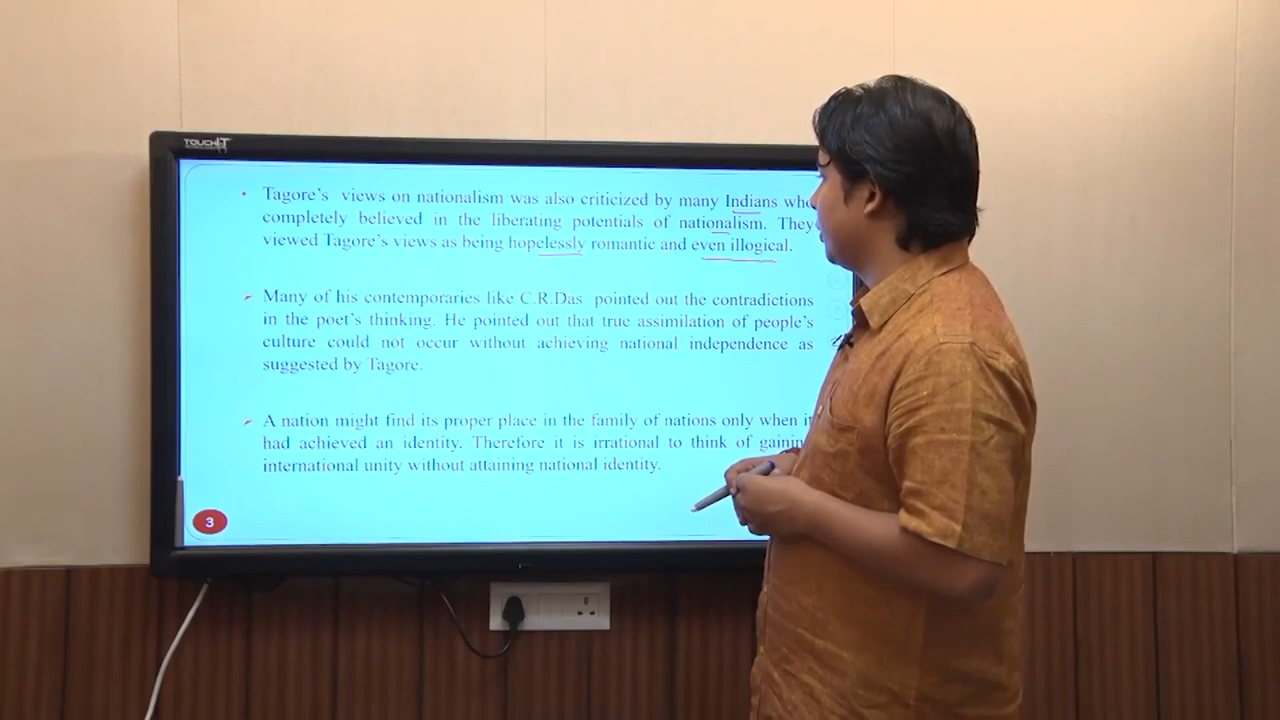 TOUCHIT
• Tagore's views on nationalism was also criticized by many Indians who
completely believed in the liberating potentials of nationalism. They
viewed Tagore's views as being hopelessly romantic and even illogical.
➢ Many of his contemporaries like C.R.Das pointed out the contradictions
in the poet's thinking. He pointed out that true assimilation of people's
culture could not occur without achieving national independence as
suggested by Tagore.
➢ A nation might find its proper place in the family of nations only when it
had achieved an identity. Therefore it is irrational to think of gaining
international unity without attaining national identity.
3